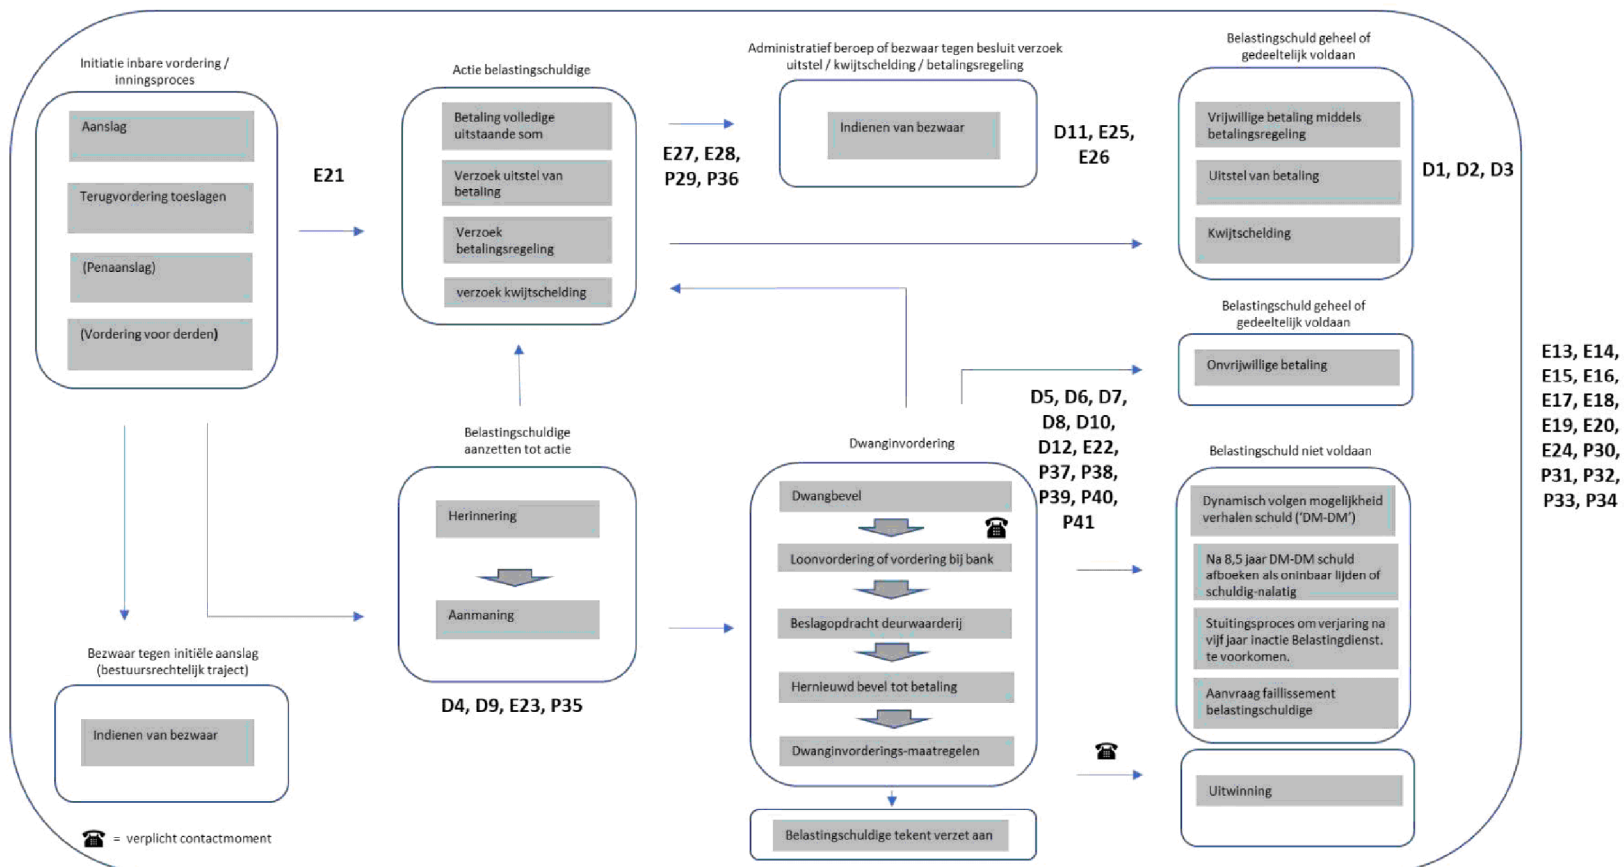 Initiatie inbare vordering /
inningsproces
Aanslag
Terugvordering toeslagen
(Penaanslag)
(Vordering voor derden)
E21
Actie belastingschuldige
Betaling volledige
uitstaande som
Verzoek uitstel van
betaling
Verzoek
betalingsregeling
verzoek kwijtschelding
E27, E28,
P29, P36
Administratief beroep of bezwaar tegen besluit verzoek
uitstel / kwijtschelding / betalingsregeling
Indienen van bezwaar
D11, E25,
E26
Belastingschuld geheel of
gedeeltelijk voldaan
Vrijwillige betaling middels
betalingsregeling
Uitstel van betaling
Kwijtschelding
D1, D2, D3
Belastingschuld geheel of
gedeeltelijk voldaan
Onvrijwillige betaling
E13, E14,
E15, E16,
E17, E18,
E19, E20,
E24, P30,
P31, P32,
P33, P34
Belastingschuldige
aanzetten tot actie
Herinnering
Aanmaning
D4, D9, E23, P35
Dwanginvordering
Dwangbevel
Loonvordering of vordering bij bank
Beslagopdracht deurwaarderij
Hernieuwd bevel tot betaling
Dwanginvorderings-maatregelen
D5, D6, D7,
D8, D10,
D12, E22,
P37, P38,
P39, P40,
P41
Belastingschuld niet voldaan
Dynamisch volgen mogelijkheid
verhalen schuld ('DM-DM')
Na 8,5 jaar DM-DM schuld
afboeken als oninbaar lijden of
schuldig-nalatig
Stuitingsproces om verjaring na
vijf jaar inactie Belastingdienst.
te voorkomen.
Aanvraag faillissement
belastingschuldige
Uitwinning
Bezwaar tegen initiële aanslag
(bestuursrechtelijk traject)
Indienen van bezwaar
Belastingschuldige tekent verzet aan
= verplicht contactmoment